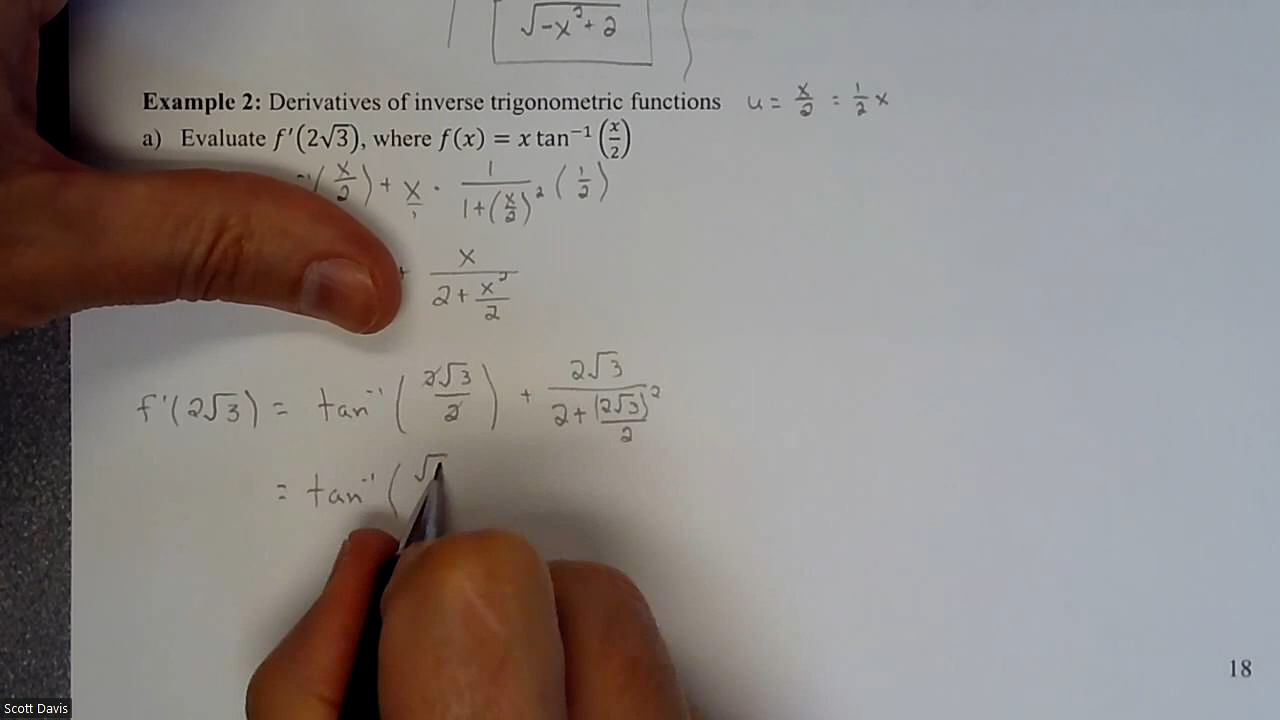 √-x²+2
Example 2: Derivatives of inverse trigonometric functions u = x/2 = 1/2 x
a) Evaluate f′(2√3), where f(x) = x tan⁻¹(x/2)
(x/2) + x/1 · 1/(1+(x/2)²) (1/2)
+ x/(2+x²/2)
f'(2√3) = tan⁻¹(2√3/2) + 2√3/(2+(2√3)²/2)
= tan⁻¹(√
18
Scott Davis